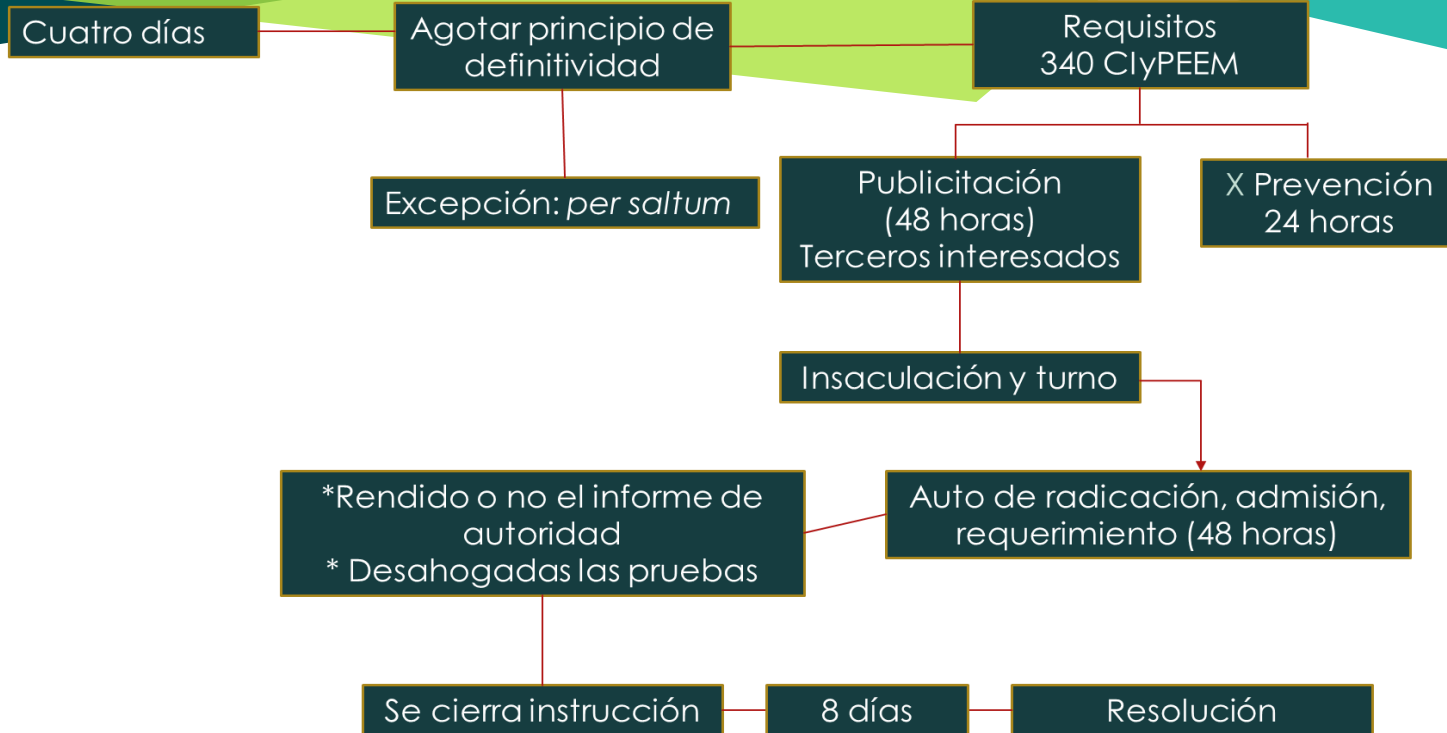 Cuatro días
Agotar principio de
definitividad
Requisitos
340 CIyPEEM
Excepción: per saltum
Publicitación
(48 horas)
Terceros interesados
X Prevención
24 horas
Insaculación y turno
Auto de radicación, admisión,
requerimiento (48 horas)
*Rendido o no el informe de
autoridad
* Desahogadas las pruebas
Se cierra instrucción
8 días
Resolución